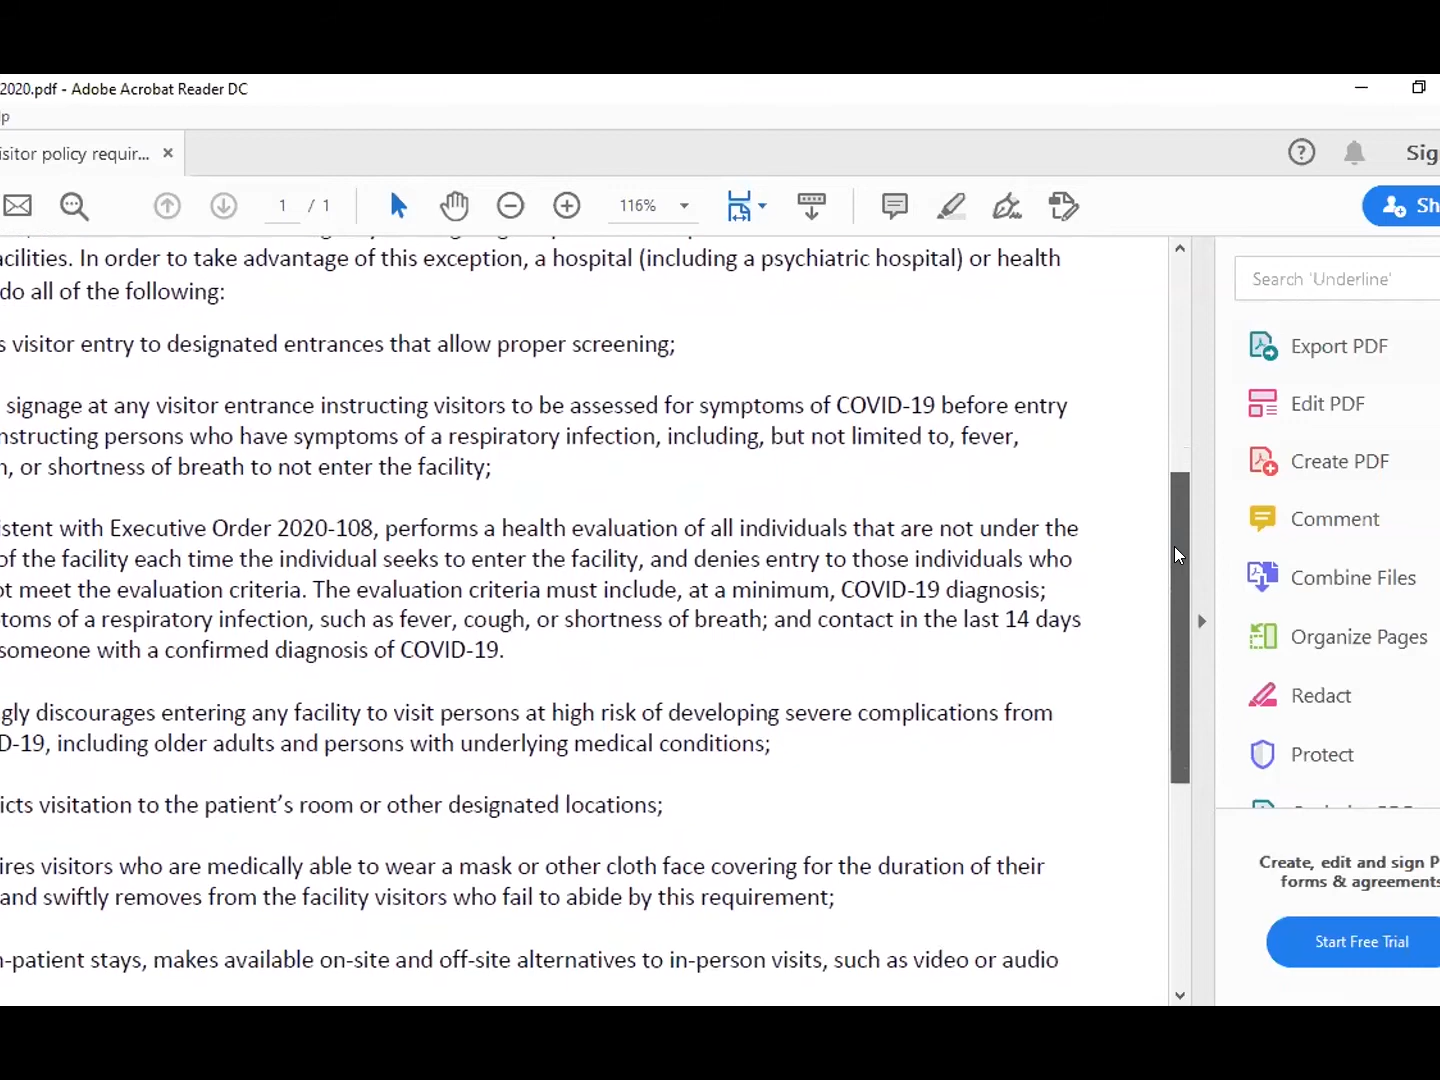 2020.pdf - Adobe Acrobat Reader DC
lp
isitor policy requir...
Sig
1 / 1
116%
Sh
acilities. In order to take advantage of this exception, a hospital (including a psychiatric hospital) or health
do all of the following:
s visitor entry to designated entrances that allow proper screening;
signage at any visitor entrance instructing visitors to be assessed for symptoms of COVID-19 before entry
nstructing persons who have symptoms of a respiratory infection, including, but not limited to, fever,
h, or shortness of breath to not enter the facility;
istent with Executive Order 2020-108, performs a health evaluation of all individuals that are not under the
of the facility each time the individual seeks to enter the facility, and denies entry to those individuals who
ot meet the evaluation criteria. The evaluation criteria must include, at a minimum, COVID-19 diagnosis;
toms of a respiratory infection, such as fever, cough, or shortness of breath; and contact in the last 14 days
someone with a confirmed diagnosis of COVID-19.
gly discourages entering any facility to visit persons at high risk of developing severe complications from
D-19, including older adults and persons with underlying medical conditions;
icts visitation to the patient's room or other designated locations;
ires visitors who are medically able to wear a mask or other cloth face covering for the duration of their
and swiftly removes from the facility visitors who fail to abide by this requirement;
n-patient stays, makes available on-site and off-site alternatives to in-person visits, such as video or audio
Search 'Underline'
Export PDF
Edit PDF
Create PDF
Comment
Combine Files
Organize Pages
Redact
Protect
Create, edit and sign P
forms & agreements
Start Free Trial